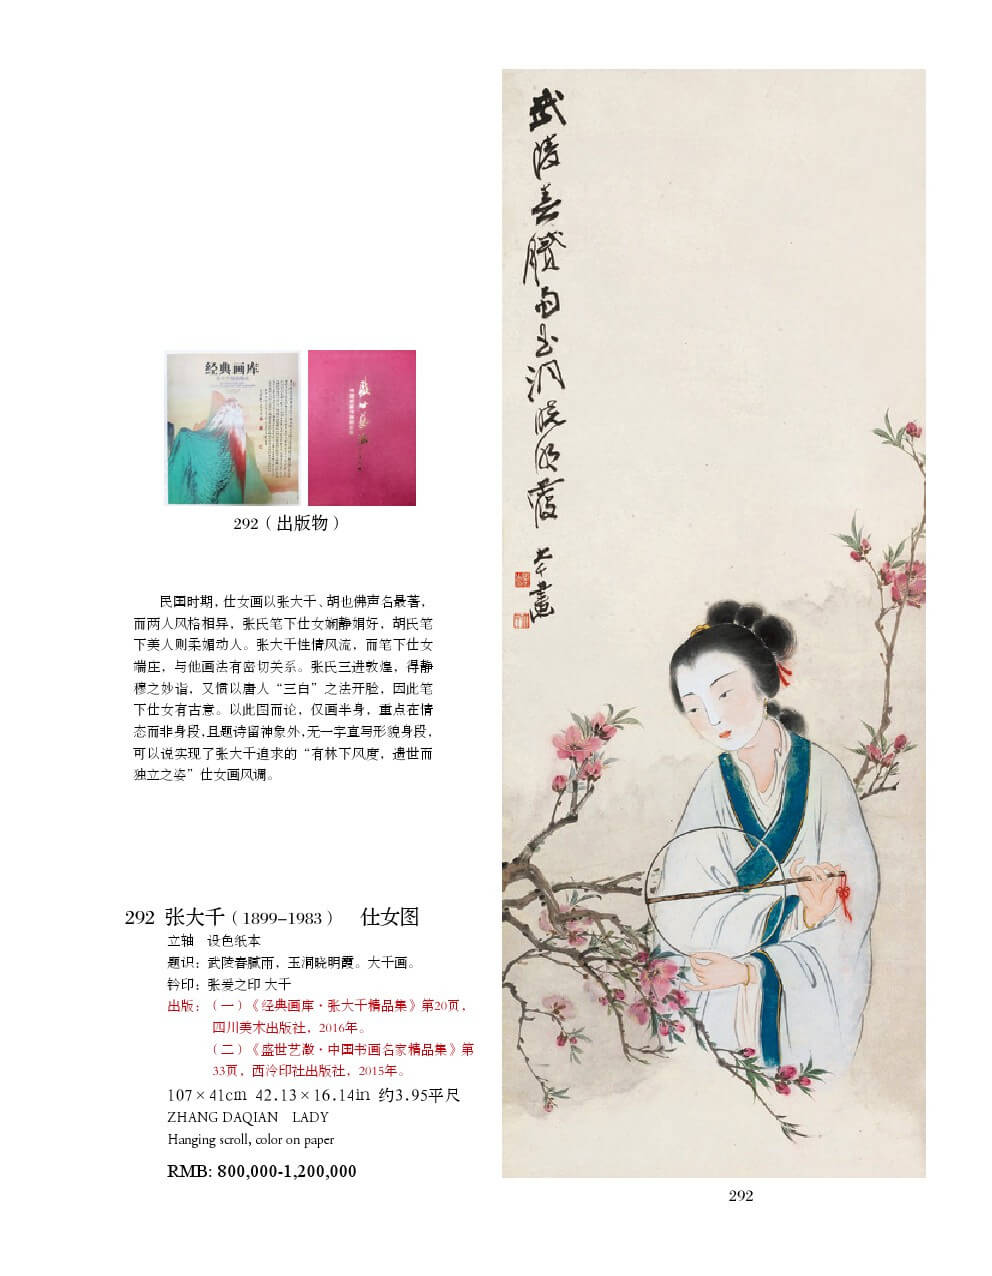 经典画库
292（出版物）
民国时期，仕女画以张大千、胡也佛声名最著，
而两人风格相异，张氏笔下仕女娴静娟好，胡氏笔
下美人则柔媚动人。张大千性情风流，而笔下仕女
端庄，与他画法有密切关系。张氏三进敦煌，得静
穆之妙诣，又惯以唐人“三白”之法开脸，因此笔
下仕女有古意。以此图而论，仅画半身，重点在情
态而非身段，且题诗留神象外，无一字直写形貌身段，
可以说实现了张大千追求的“有林下风度，遗世而
独立之姿”仕女画风调。
292 张大千（1899-1983） 仕女图
立轴 设色纸本
题识：武陵春腻雨，玉洞晓明霞。大千画。
钤印：张爰之印 大千
出版：（一）《经典画库·张大千精品集》第20页，
四川美术出版社，2016年。
（二）《盛世艺澂·中国书画名家精品集》第
33页，西泠印社出版社，2015年。
107×41cm 42.13×16.14in 约3.95平尺
ZHANG DAQIAN LADY
Hanging scroll, color on paper
RMB: 800,000-1,200,000
武陵春膩雨玉洞曉明霞
大千畫
292